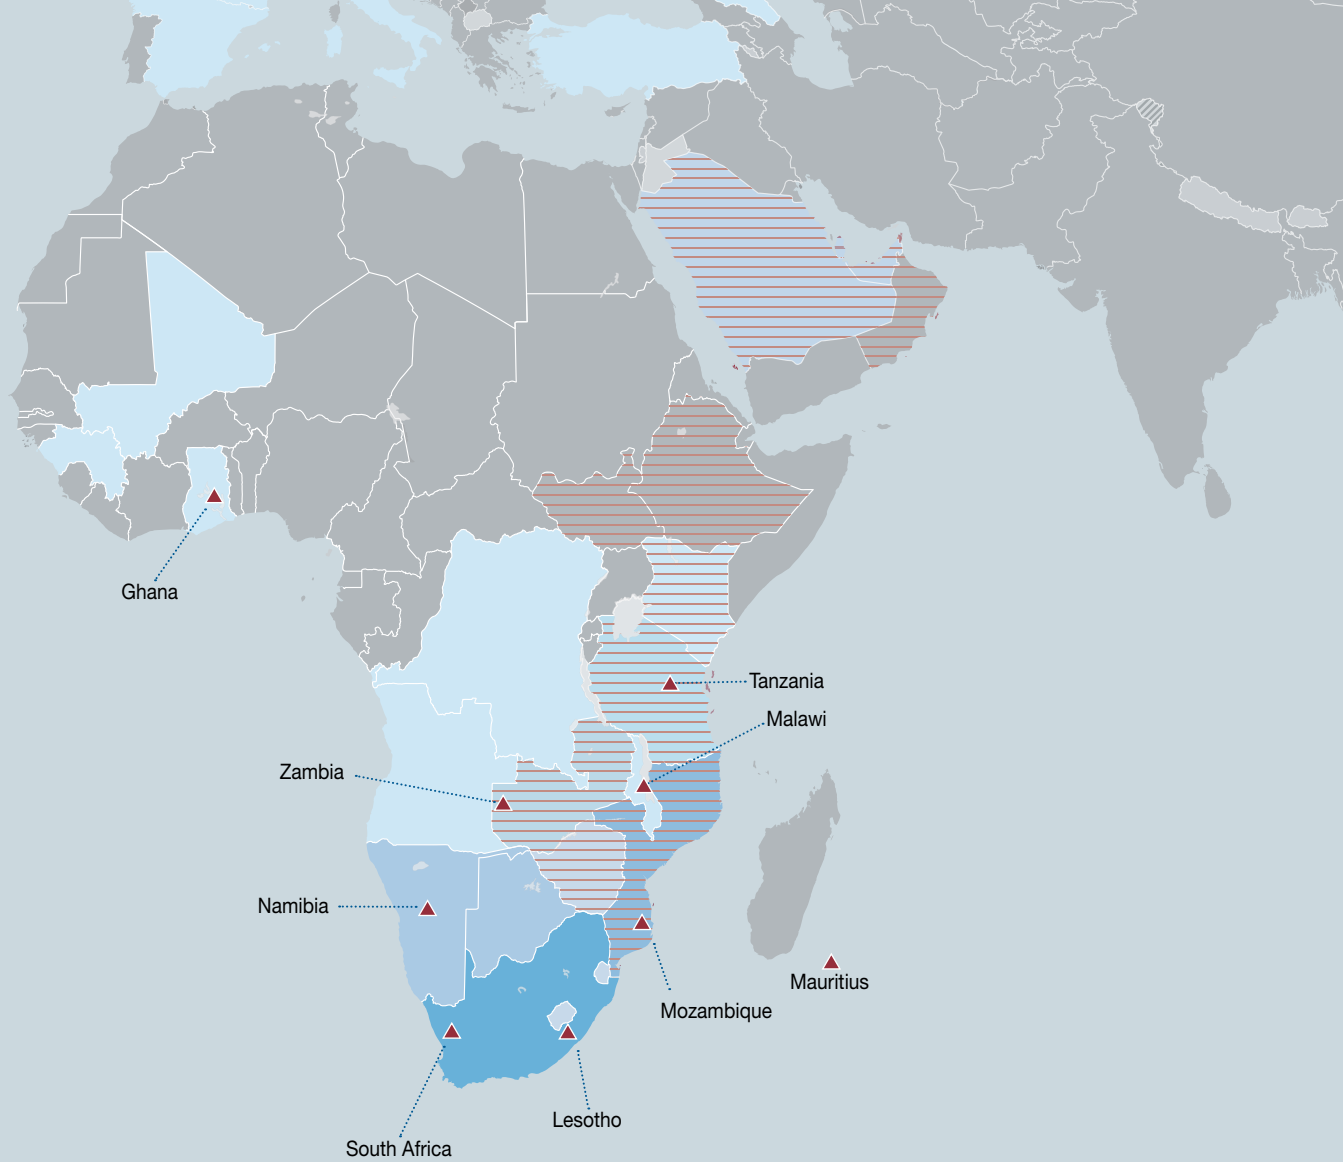 Ghana
Tanzania
Malawi
Zambia
Namibia
Mauritius
Mozambique
Lesotho
South Africa